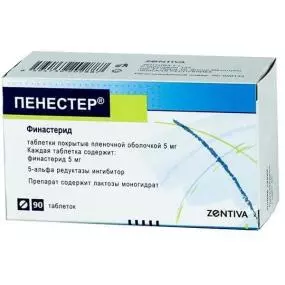 ZENTIVA
ПЕНЕСТЕР®
Финастерид
таблетки покрытые пленочной оболочкой 5 мг
Каждая таблетка содержит:
финастерид 5 мг
5-альфа редуктазы ингибитор
Препарат содержит лактозы моногидрат
90 таблеток
ZENTIVA